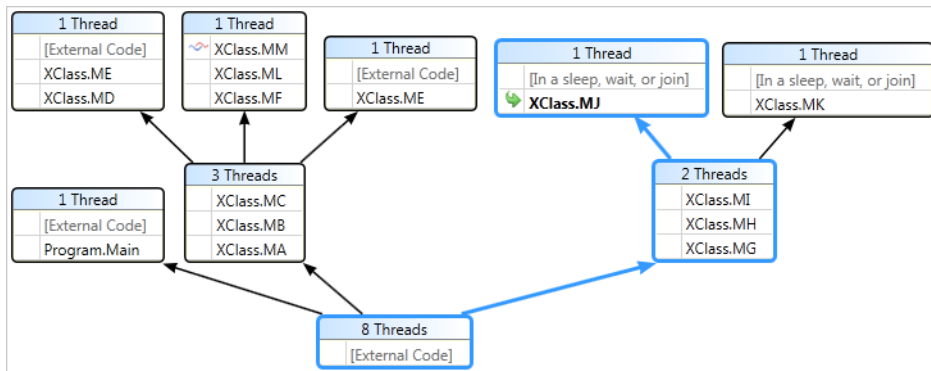 1 Thread
[External Code]
XClass.ME
XClass.MD
1 Thread
XClass.MM
XClass.ML
XClass.MF
1 Thread
[External Code]
XClass.ME
1 Thread
[In a sleep, wait, or join]
XClass.MJ
1 Thread
[In a sleep, wait, or join]
XClass.MK
1 Thread
[External Code]
Program.Main
3 Threads
XClass.MC
XClass.MB
XClass.MA
2 Threads
XClass.MI
XClass.MH
XClass.MG
8 Threads
[External Code]